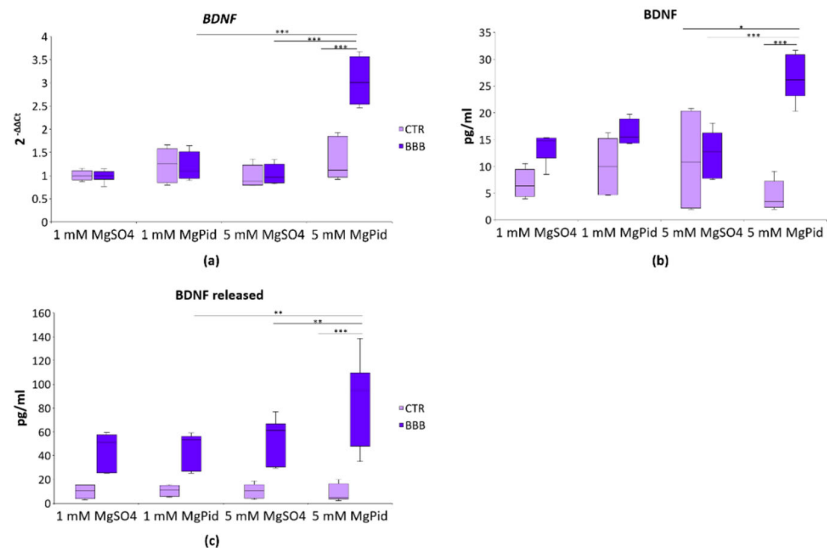 BDNF
4
3.5
3
2.5
2
1.5
1
0.5
0
2^-ΔΔCt
***
***
***
CTR
BBB
1 mM MgSO4 1 mM MgPid 5 mM MgSO4 5 mM MgPid
(a)
BDNF
35
30
25
20
15
10
5
0
pg/ml
*
***
***
1 mM MgSO4 1 mM MgPid 5 mM MgSO4 5 mM MgPid
(b)
BDNF released
160
140
120
100
80
60
40
20
0
pg/ml
**
**
***
CTR
BBB
1 mM MgSO4 1 mM MgPid 5 mM MgSO4 5 mM MgPid
(c)